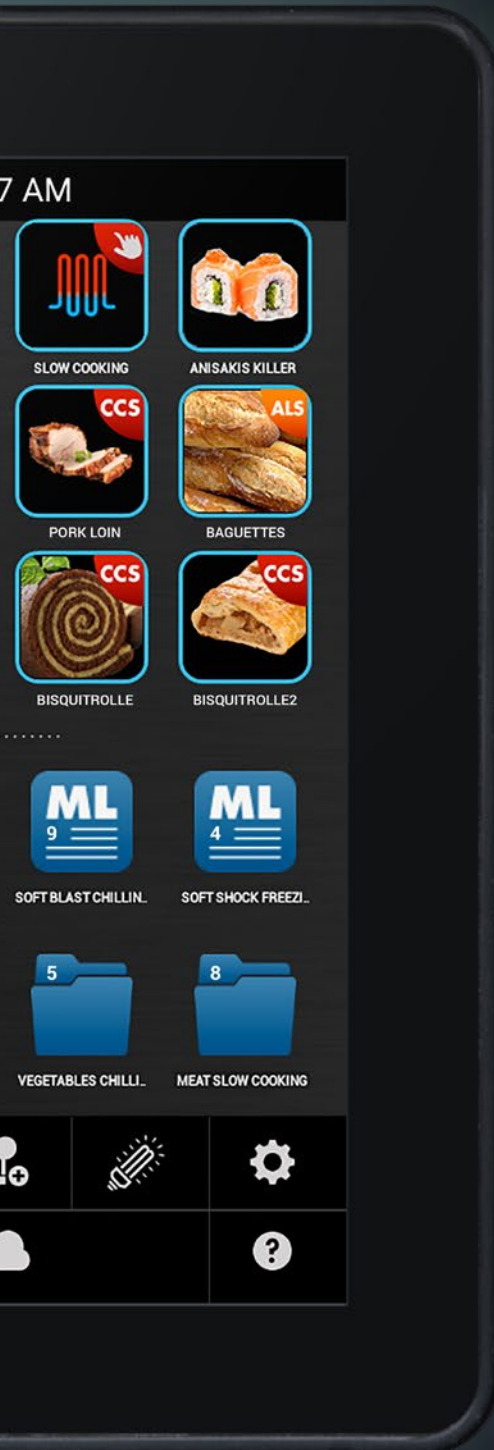 7 AM
SLOW COOKING
ANISAKIS KILLER
CCS
ALS
PORK LOIN
BAGUETTES
CCS
CCS
BISQUITROLLE
BISQUITROLLE2
ML
9
ML
4
SOFT BLAST CHILLIN..
SOFT SHOCK FREEZI..
5
8
VEGETABLES CHILLI..
MEAT SLOW COOKING
?